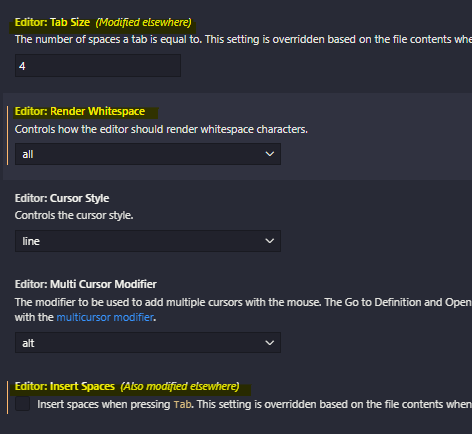 Editor: Tab Size (Modified elsewhere)
The number of spaces a tab is equal to. This setting is overridden based on the file contents
4
Editor: Render Whitespace
Controls how the editor should render whitespace characters.
all
Editor: Cursor Style
Controls the cursor style.
line
Editor: Multi Cursor Modifier
The modifier to be used to add multiple cursors with the mouse. The Go to Definition and Open
with the multicursor modifier.
alt
Editor: Insert Spaces (Also modified elsewhere)
Insert spaces when pressing Tab. This setting is overridden based on the file contents when